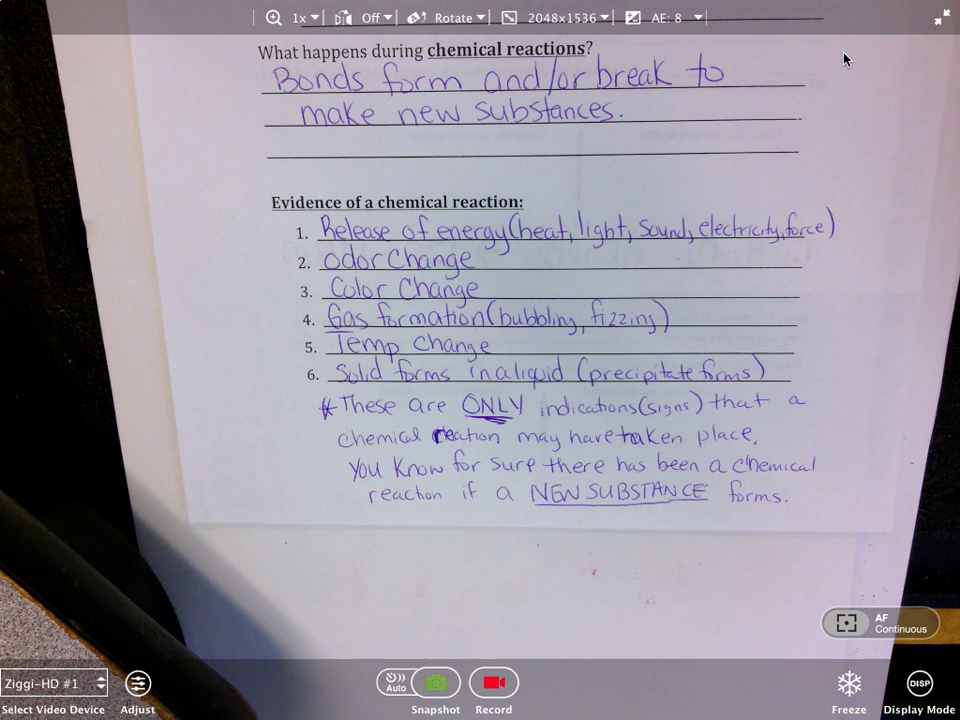 1x Off Rotate 2048x1536 AE: 8
What happens during chemical reactions?
Bonds form and/or break to
make new substances.
Evidence of a chemical reaction:
1. Release of energy (heat, light, sound, electricity, force)
2. Odor Change
3. Color Change
4. Gas formation (bubbling, fizzing)
5. Temp Change
6. Solid forms in a liquid (precipitate forms)
* These are ONLY indications (signs) that a
chemical reation may have taken place.
You Know for sure there has been a chemical
reaction if a NEW SUBSTANCE forms.
AF
Continuous
Ziggi-HD #1
Auto
Select Video Device Adjust Snapshot Record Freeze Display Mode
DISP